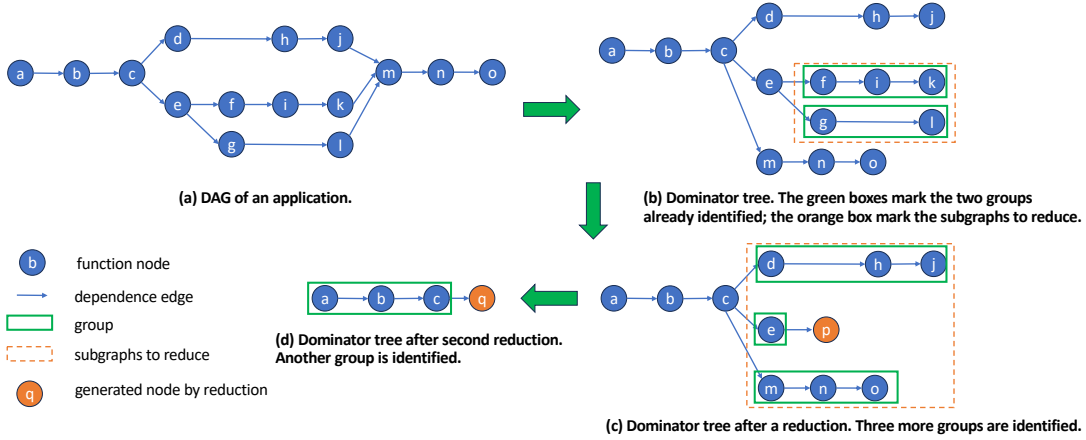 d h j
a b c m n o
e f i k
g l
(a) DAG of an application.
d h j
a b c
e f i k
g l
m n o
(b) Dominator tree. The green boxes mark the two groups
already identified; the orange box mark the subgraphs to reduce.
b function node
dependence edge
group
subgraphs to reduce
q generated node by reduction
a b c q
(d) Dominator tree after second reduction.
Another group is identified.
d h j
a b c
e p
m n o
(c) Dominator tree after a reduction. Three more groups are identified.